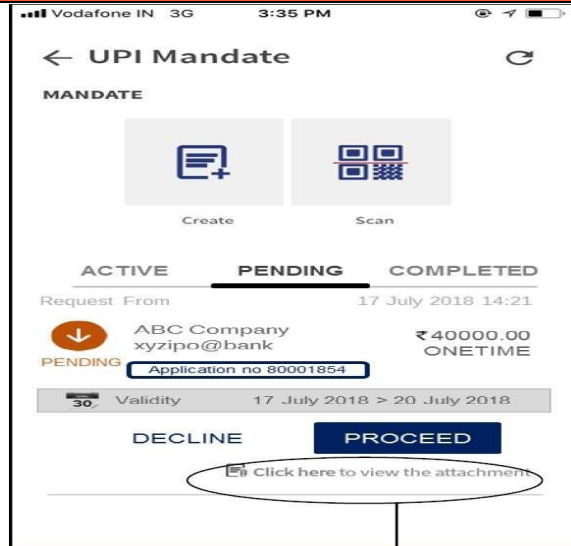 Vodafone IN 3G 3:35 PM
← UPI Mandate
MANDATE
Create Scan
ACTIVE PENDING COMPLETED
Request From 17 July 2018 14:21
ABC Company ₹40000.00
xyzipo@bank ONETIME
PENDING
Application no 80001854
30 Validity 17 July 2018 > 20 July 2018
DECLINE PROCEED
Click here to view the attachment